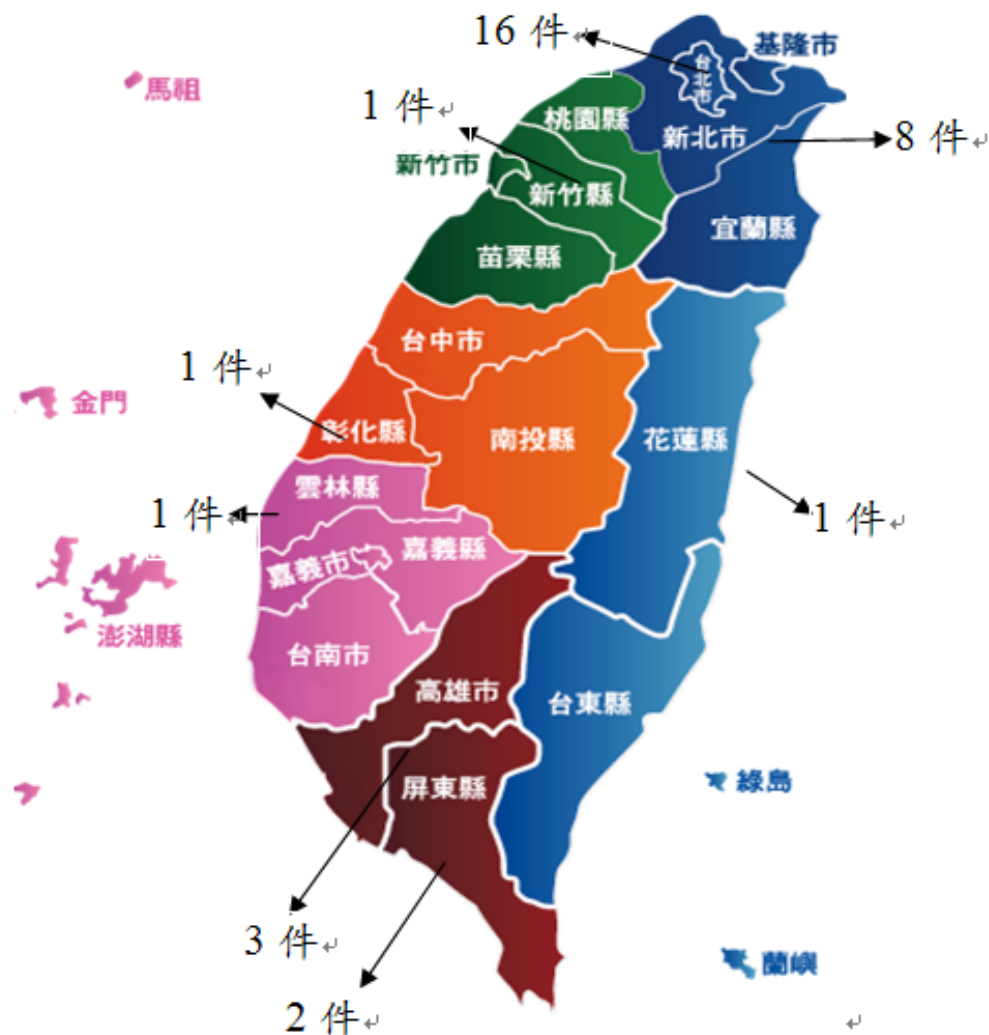 16 件
基隆市
台北市
馬祖
1 件
桃園縣
新北市
8 件
新竹市
新竹縣
宜蘭縣
苗栗縣
台中市
1 件
金門
彰化縣
南投縣
花蓮縣
雲林縣
1 件
1 件
嘉義縣
嘉義市
澎湖縣
台南市
高雄市
台東縣
屏東縣
綠島
3 件
蘭嶼
2 件